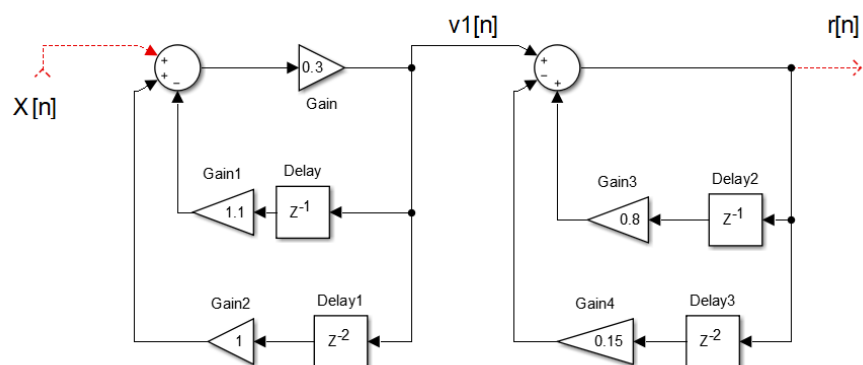 v1[n]
r[n]
X[n]
+
+
−
0.3
Gain
+
−
+
Gain1
Delay
1.1
Z-1
Gain3
Delay2
0.8
Z-1
Gain2
Delay1
1
Z-2
Gain4
Delay3
0.15
Z-2